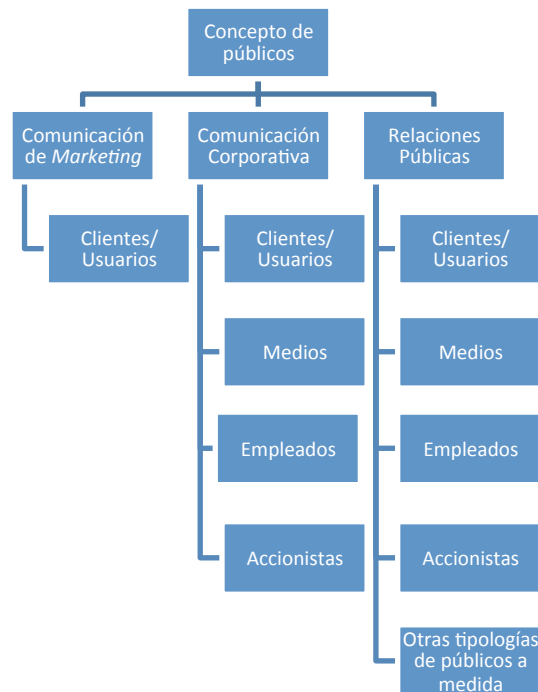 Concepto de
públicos
Comunicación
de Marketing
Comunicación
Corporativa
Relaciones
Públicas
Clientes/
Usuarios
Clientes/
Usuarios
Medios
Empleados
Accionistas
Clientes/
Usuarios
Medios
Empleados
Accionistas
Otras tipologías
de públicos a
medida